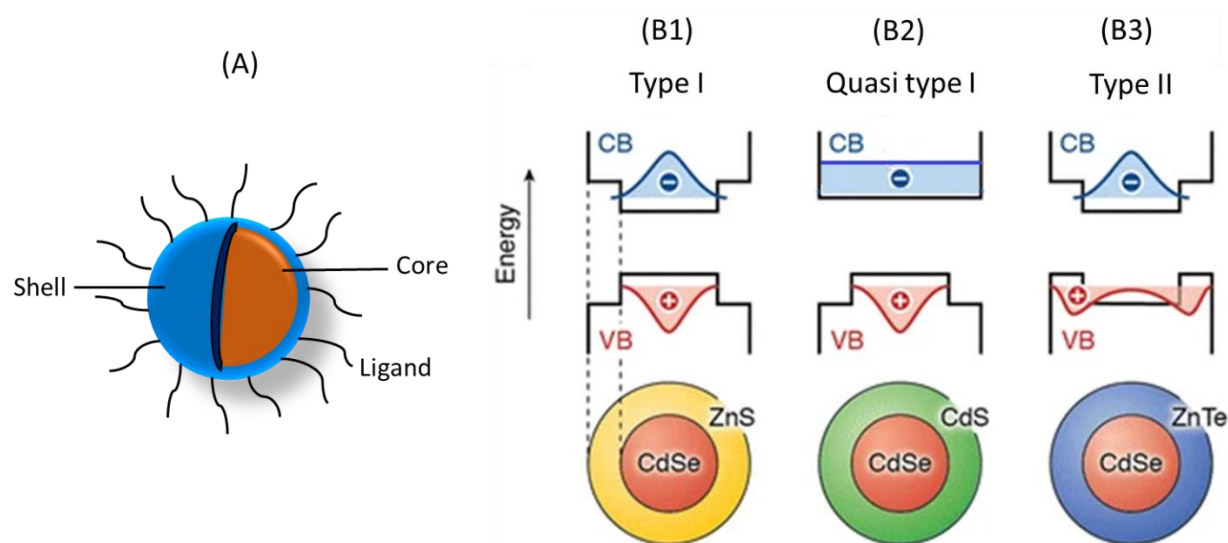 (A)
Shell
Core
Ligand
(B1)
(B2)
(B3)
Type I
Quasi type I
Type II
Energy
CB
CB
CB
VB
VB
VB
ZnS
CdSe
CdS
CdSe
ZnTe
CdSe